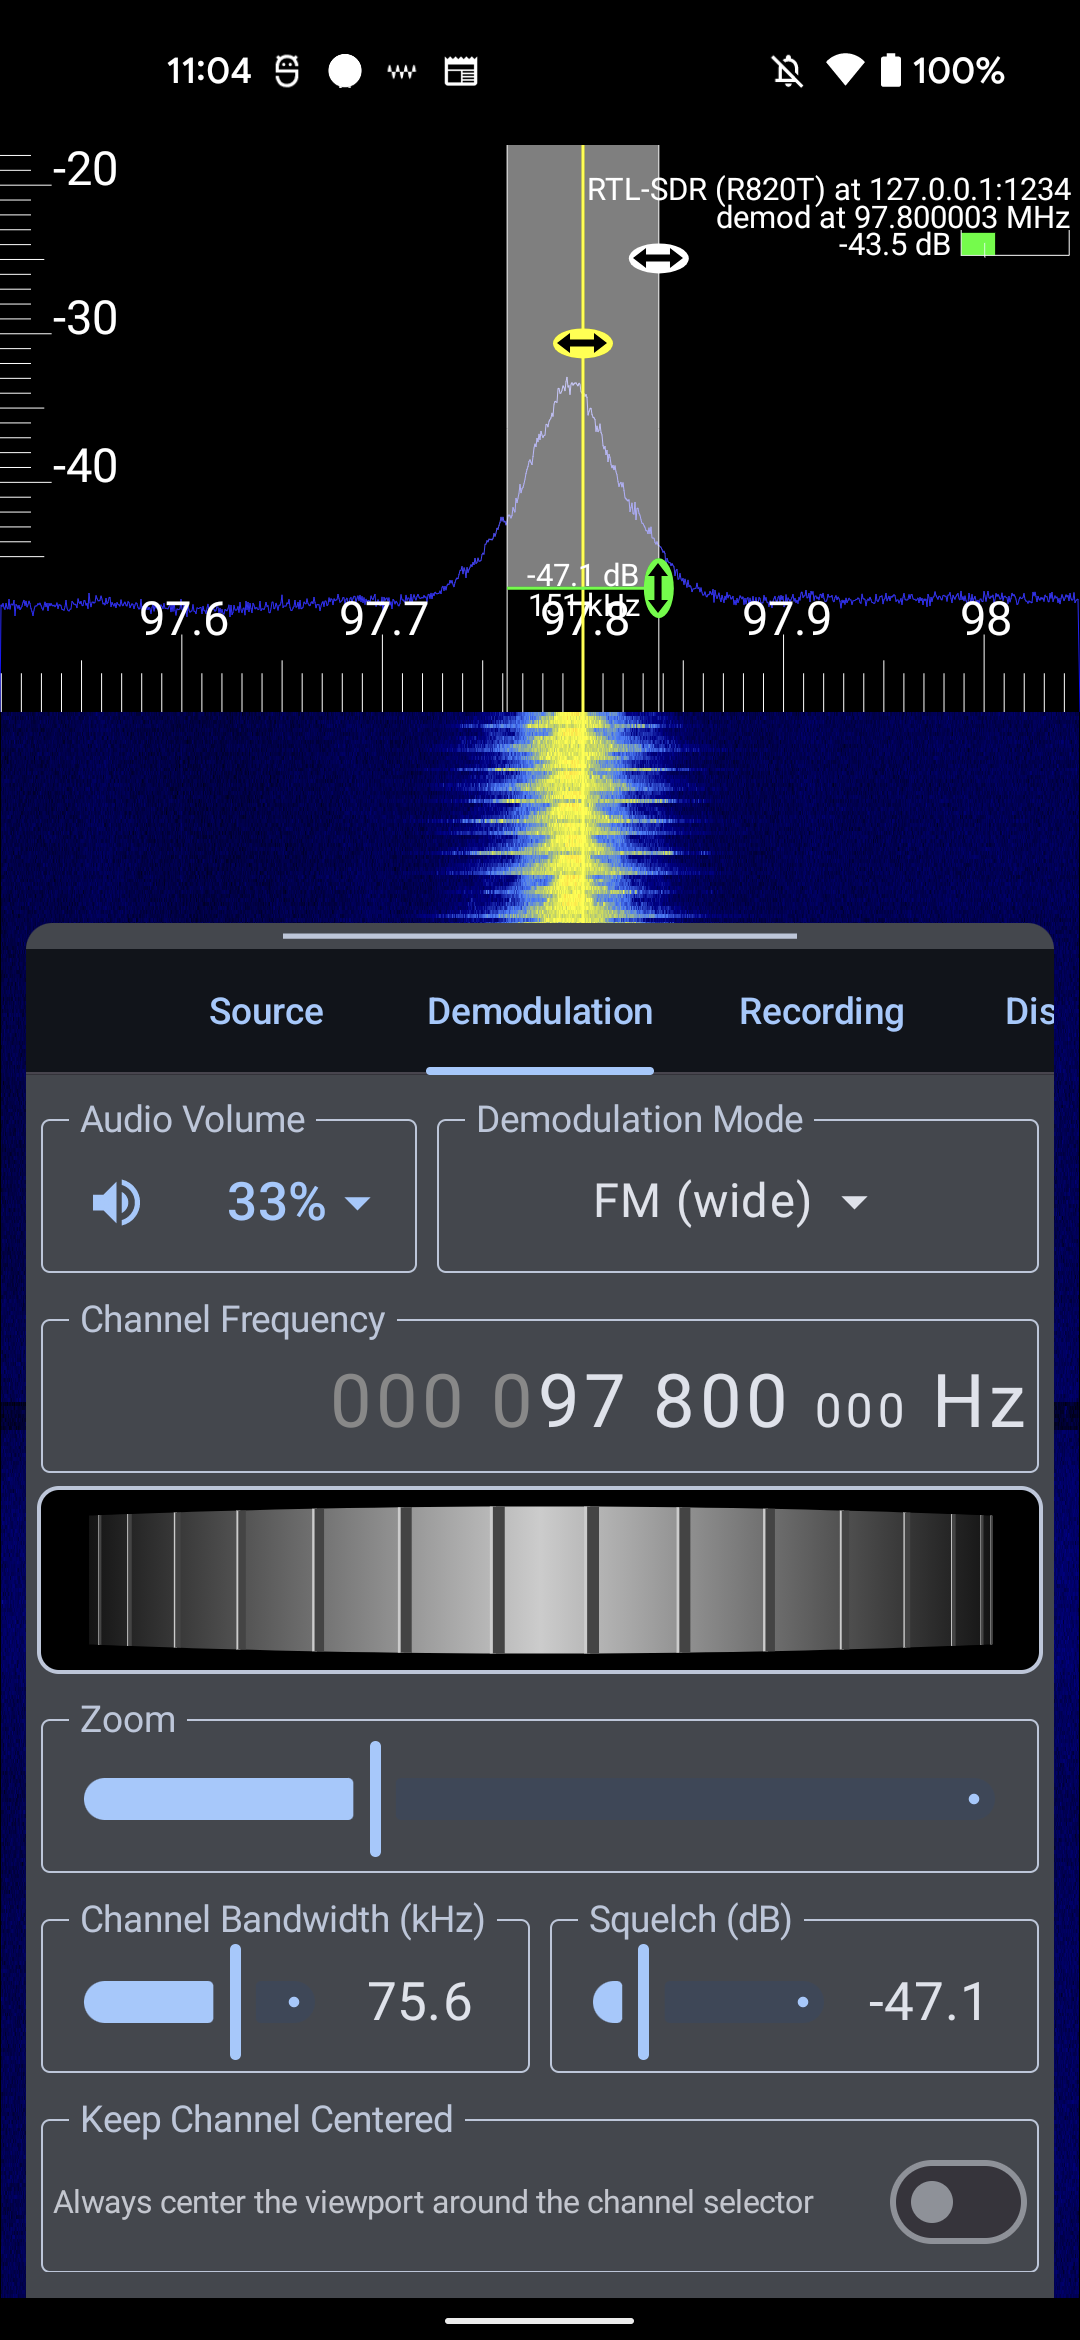 11:04 100%
-20
RTL-SDR (R820T) at 127.0.0.1:1234
demod at 97.800003 MHz
-43.5 dB
-30
-40
-47.1 dB
151 kHz
97.6 97.7 97.8 97.9 98
Source Demodulation Recording Dis
Audio Volume Demodulation Mode
33% FM (wide)
Channel Frequency
000 097 800 000 Hz
Zoom
Channel Bandwidth (kHz) Squelch (dB)
75.6 -47.1
Keep Channel Centered
Always center the viewport around the channel selector